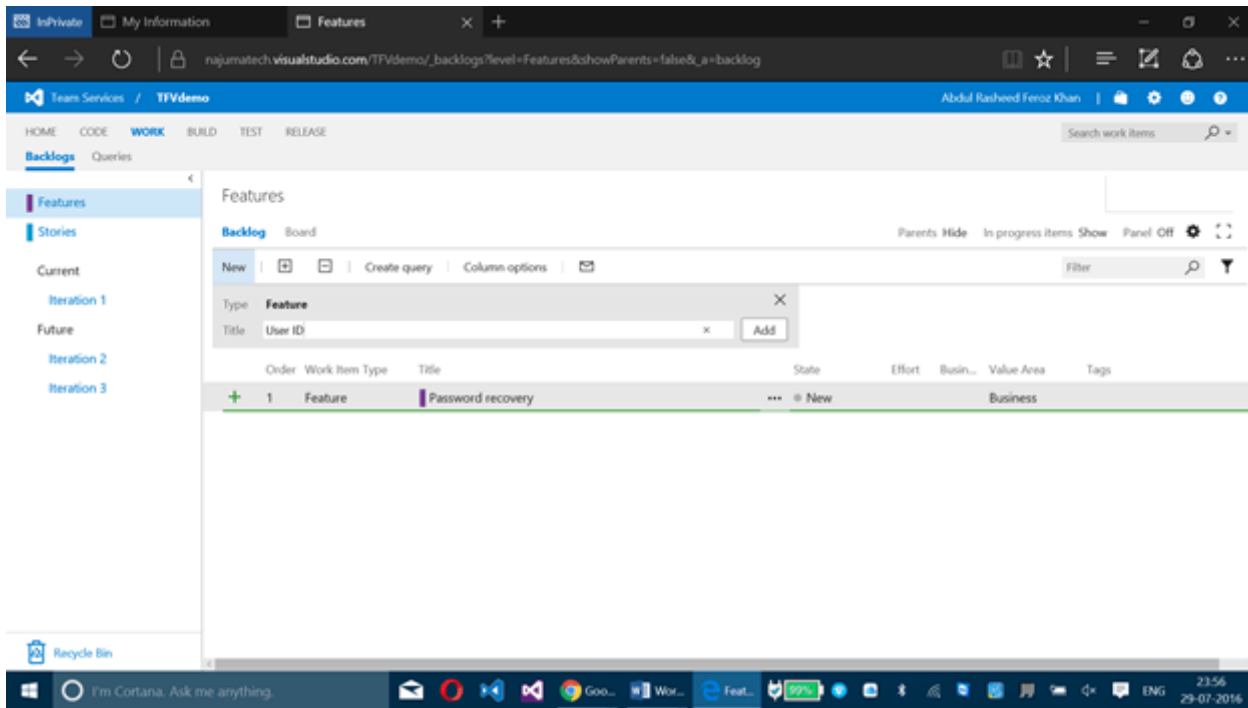 InPrivate My Information Features
najumatech.visualstudio.com/TFVdemo/_backlogs?level=Features&showParents=false&_a=backlog
Team Services / TFVdemo Abdul Rasheed Feroz Khan
HOME CODE WORK BUILD TEST RELEASE Search work items
Backlogs Queries
Features
Stories
Current
Iteration 1
Future
Iteration 2
Iteration 3
Recycle Bin
Features
Backlog Board Parents Hide In progress items Show Panel Off
New Create query Column options Filter
Type Feature
Title User ID Add
Order Work Item Type Title State Effort Busin... Value Area Tags
1 Feature Password recovery ... New Business
I'm Cortana. Ask me anything. Goo... Wor... Feat... 99% ENG 23:56
29-07-2016